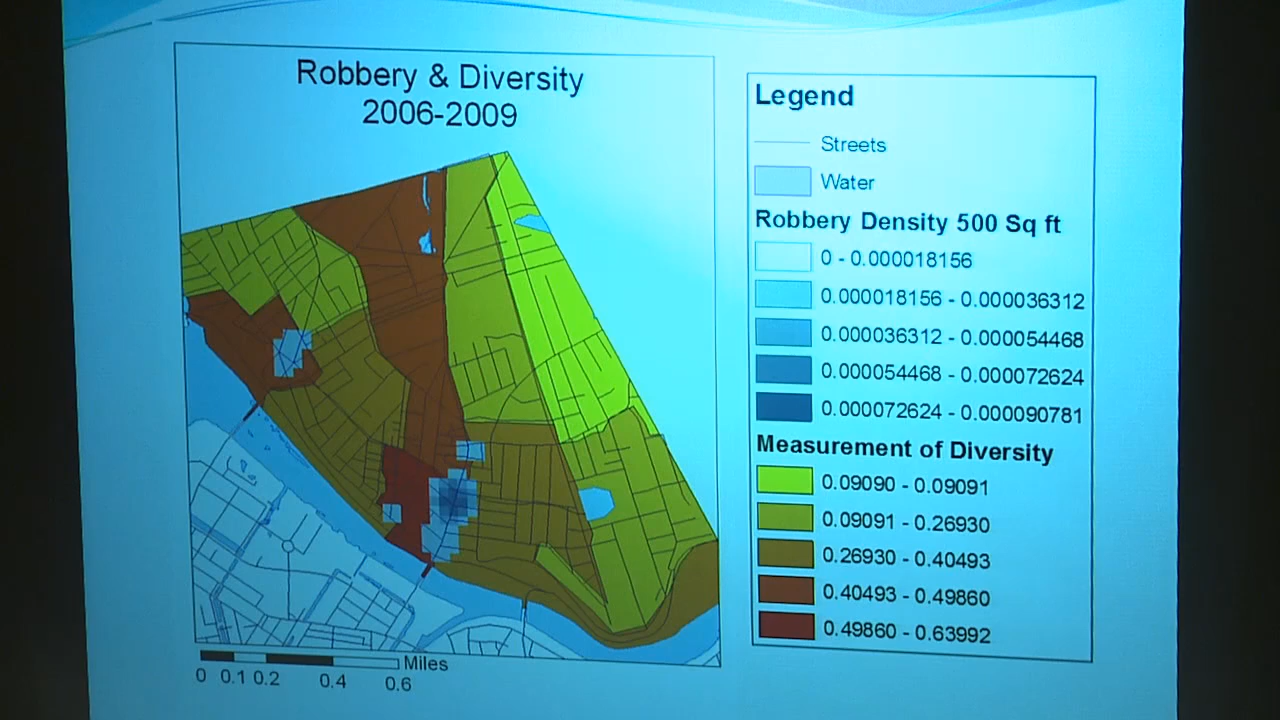 Robbery & Diversity
2006-2009
0 0.1 0.2 0.4 0.6
Miles
Legend
Streets
Water
Robbery Density 500 Sq ft
0 - 0.000018156
0.000018156 - 0.000036312
0.000036312 - 0.000054468
0.000054468 - 0.000072624
0.000072624 - 0.000090781
Measurement of Diversity
0.09090 - 0.09091
0.09091 - 0.26930
0.26930 - 0.40493
0.40493 - 0.49860
0.49860 - 0.63992